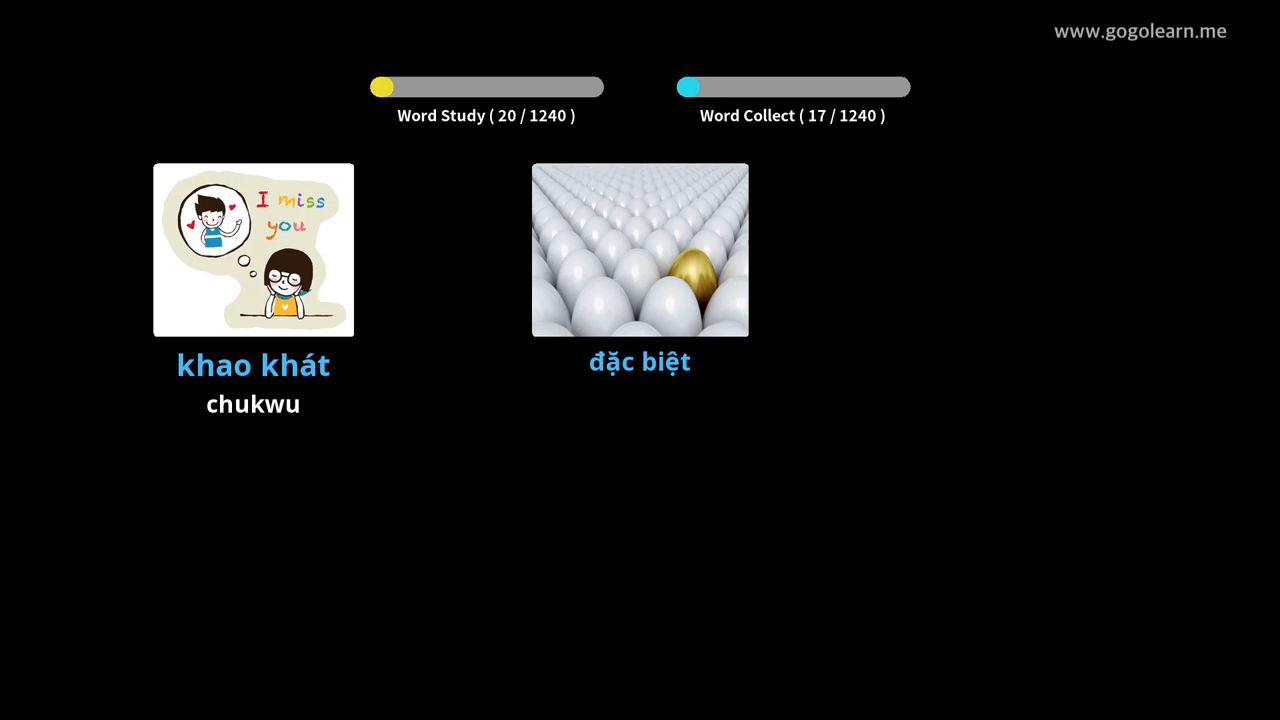 www.gogolearn.me
Word Study ( 20 / 1240 )
Word Collect ( 17 / 1240 )
I miss
you
khao khát
chukwu
đặc biệt